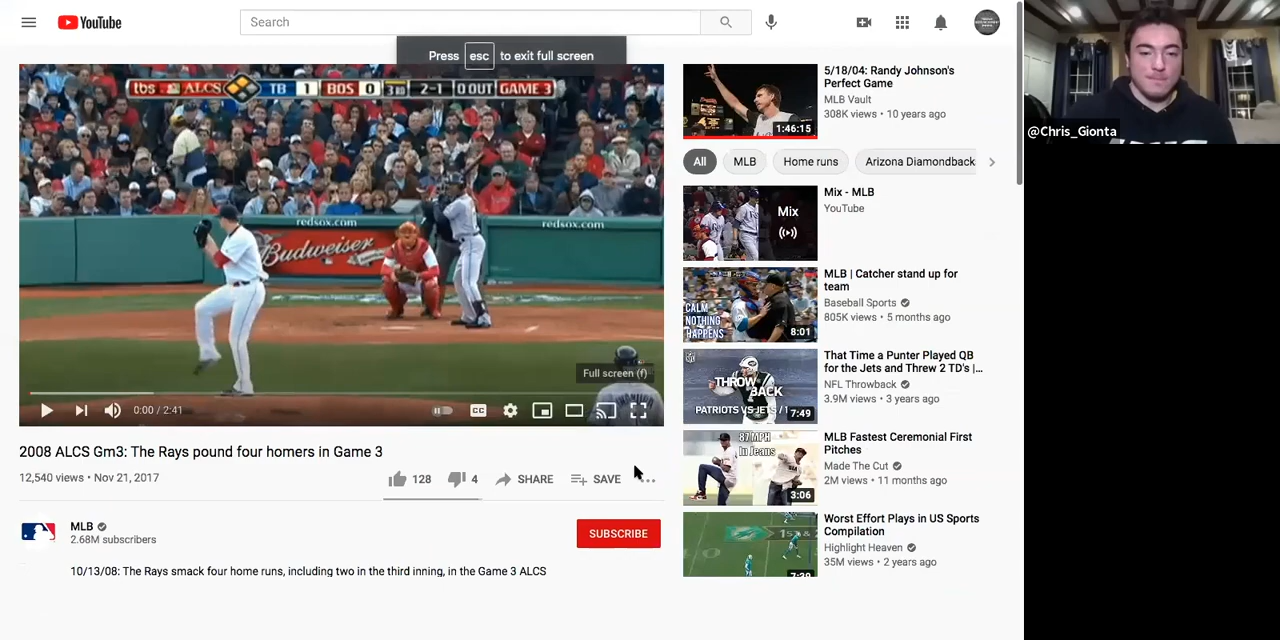 YouTube
Search
Press esc to exit full screen
tbs ALCS TB 1 BOS 0 3RD 2-1 0 OUT GAME 3
redsox.com
redsox.com
Budweiser
Full screen (f)
0:00 / 2:41
CC
2008 ALCS Gm3: The Rays pound four homers in Game 3
12,540 views • Nov 21, 2017
128
4
SHARE
SAVE
MLB
2.68M subscribers
SUBSCRIBE
10/13/08: The Rays smack four home runs, including two in the third inning, in the Game 3 ALCS
1:46:15
5/18/04: Randy Johnson's
Perfect Game
MLB Vault
308K views • 10 years ago
All
MLB
Home runs
Arizona Diamondback
Mix
Mix - MLB
YouTube
CALM
NOTHING
HAPPENS
8:01
MLB | Catcher stand up for
team
Baseball Sports
805K views • 5 months ago
THROW
BACK
PATRIOTS VS JETS / 1
7:49
That Time a Punter Played QB
for the Jets and Threw 2 TD's |...
NFL Throwback
3.9M views • 3 years ago
87 MPH
In Jeans
3:06
MLB Fastest Ceremonial First
Pitches
Made The Cut
2M views • 11 months ago
1ST &
7:39
Worst Effort Plays in US Sports
Compilation
Highlight Heaven
35M views • 2 years ago
@Chris_Gionta